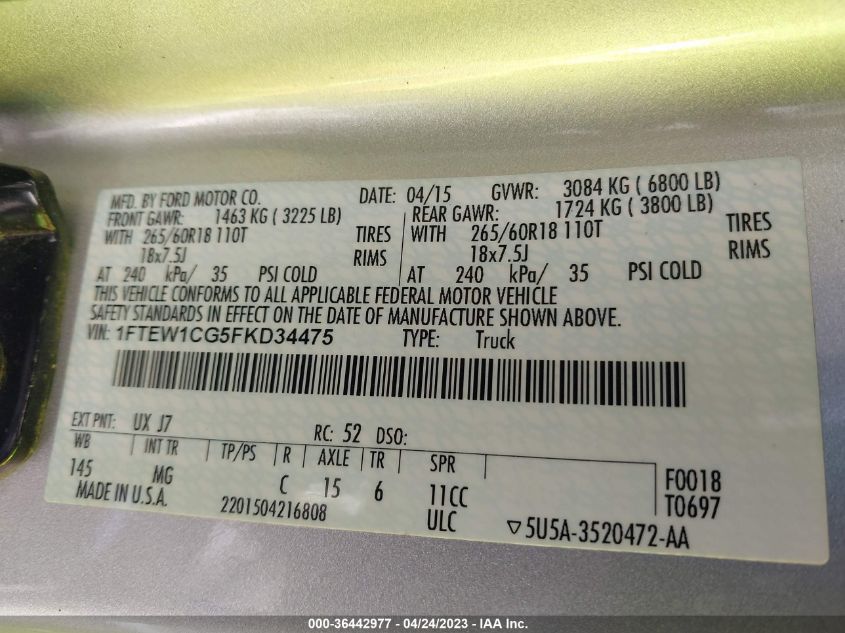 MFD. BY FORD MOTOR CO. DATE: 04/15 GVWR: 3084 KG ( 6800 LB)
FRONT GAWR: 1463 KG ( 3225 LB) REAR GAWR: 1724 KG ( 3800 LB)
WITH 265/60R18 110T TIRES WITH 265/60R18 110T TIRES
18x7.5J RIMS 18x7.5J RIMS
AT 240 kPa/ 35 PSI COLD AT 240 kPa/ 35 PSI COLD
THIS VEHICLE CONFORMS TO ALL APPLICABLE FEDERAL MOTOR VEHICLE
SAFETY STANDARDS IN EFFECT ON THE DATE OF MANUFACTURE SHOWN ABOVE.
VIN: 1FTEW1CG5FKD34475 TYPE: Truck
EXT PNT: UX J7 RC: 52 DSO:
WB INT TR TP/PS R AXLE TR SPR
145 MG C 15 6 11CC F0018
MADE IN U.S.A. 2201504216808 ULC T0697
▽5U5A-3520472-AA
000-36442977 - 04/24/2023 - IAA Inc.